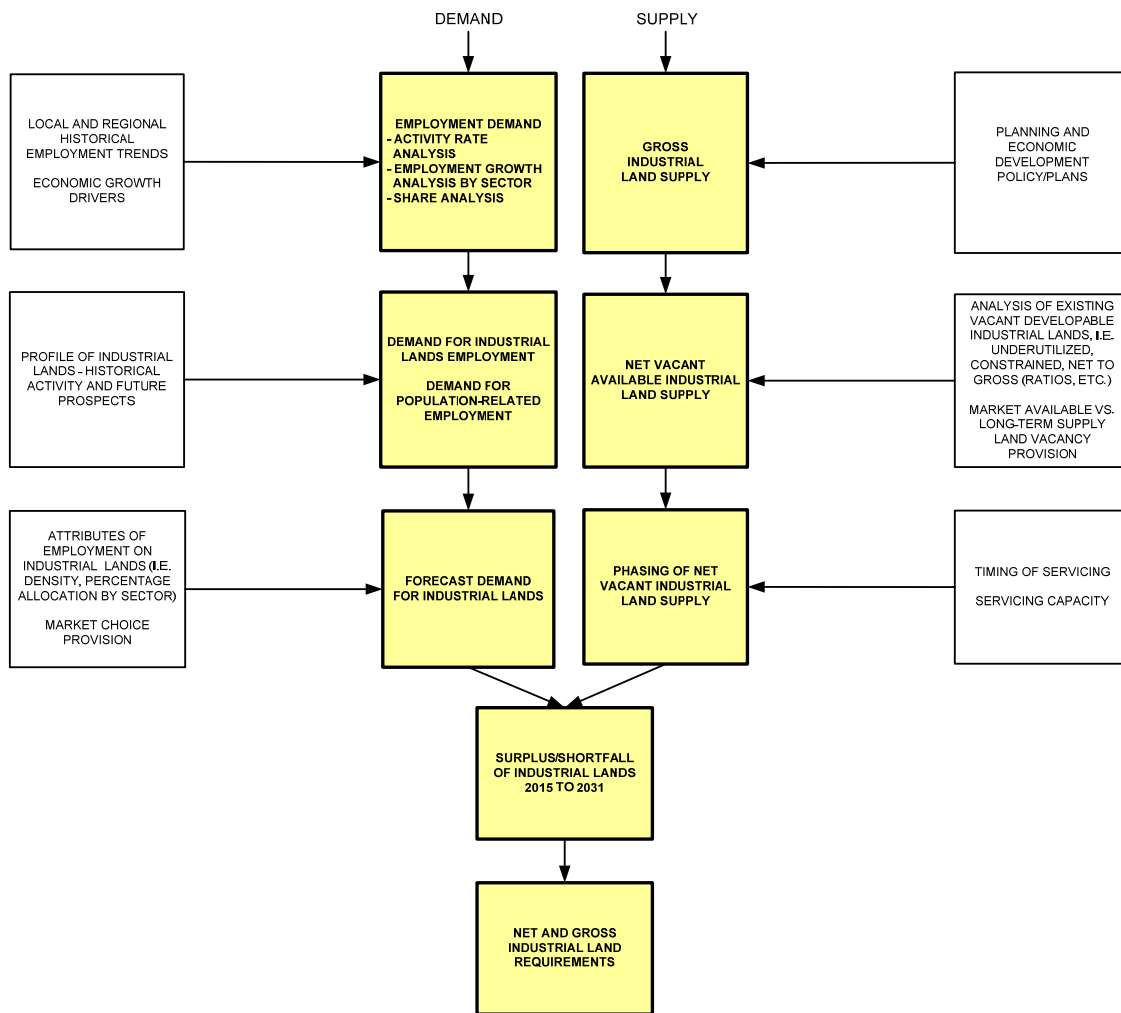 DEMAND
SUPPLY
LOCAL AND REGIONAL
HISTORICAL
EMPLOYMENT TRENDS
ECONOMIC GROWTH
DRIVERS
EMPLOYMENT DEMAND
- ACTIVITY RATE
ANALYSIS
- EMPLOYMENT GROWTH
ANALYSIS BY SECTOR
- SHARE ANALYSIS
GROSS
INDUSTRIAL
LAND SUPPLY
PLANNING AND
ECONOMIC
DEVELOPMENT
POLICY/PLANS
PROFILE OF INDUSTRIAL
LANDS - HISTORICAL
ACTIVITY AND FUTURE
PROSPECTS
DEMAND FOR INDUSTRIAL
LANDS EMPLOYMENT
DEMAND FOR
POPULATION-RELATED
EMPLOYMENT
NET VACANT
AVAILABLE INDUSTRIAL
LAND SUPPLY
ANALYSIS OF EXISTING
VACANT DEVELOPABLE
INDUSTRIAL LANDS, I.E.
UNDERUTILIZED,
CONSTRAINED, NET TO
GROSS (RATIOS, ETC.)
MARKET AVAILABLE VS.
LONG-TERM SUPPLY
LAND VACANCY
PROVISION
ATTRIBUTES OF
EMPLOYMENT ON
INDUSTRIAL LANDS (I.E.
DENSITY, PERCENTAGE
ALLOCATION BY SECTOR)
MARKET CHOICE
PROVISION
FORECAST DEMAND
FOR INDUSTRIAL LANDS
PHASING OF NET
VACANT INDUSTRIAL
LAND SUPPLY
TIMING OF SERVICING
SERVICING CAPACITY
SURPLUS/SHORTFALL
OF INDUSTRIAL LANDS
2015 TO 2031
NET AND GROSS
INDUSTRIAL LAND
REQUIREMENTS